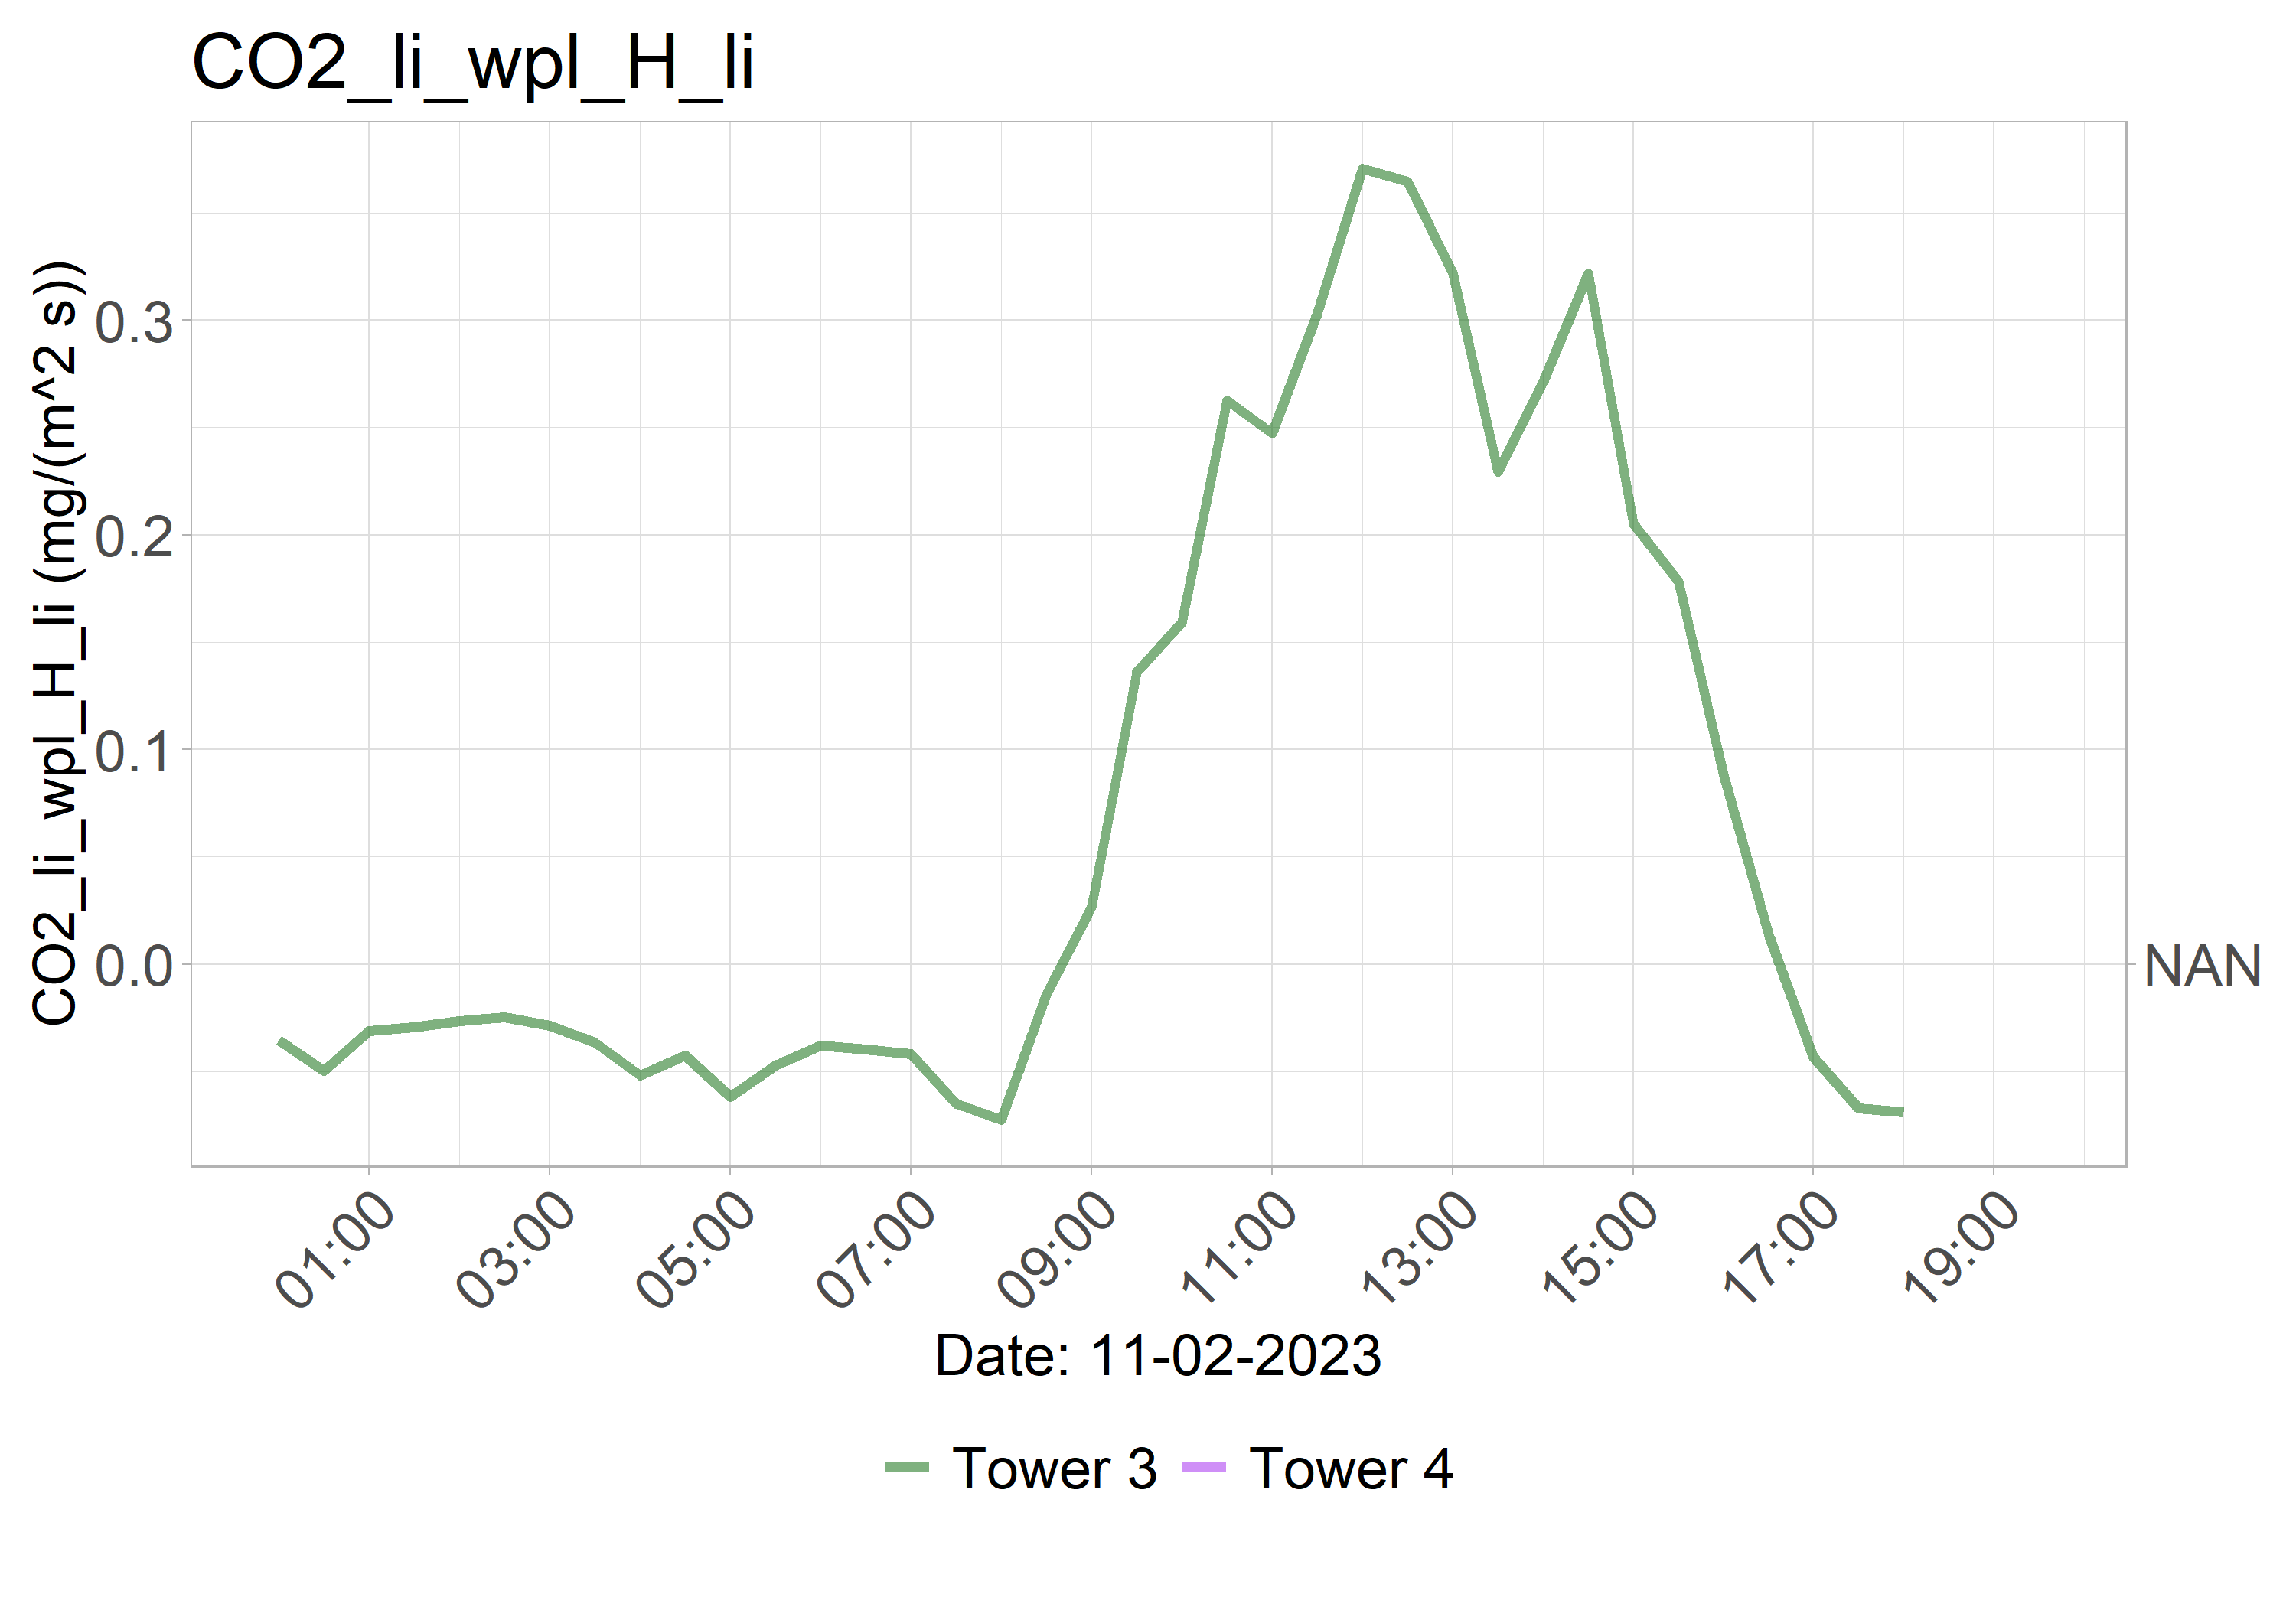 CO2_li_wpl_H_li
CO2_li_wpl_H_li (mg/(m^2 s))
0.3
0.2
0.1
0.0
NAN
01:00
03:00
05:00
07:00
09:00
11:00
13:00
15:00
17:00
19:00
Date: 11-02-2023
Tower 3 Tower 4